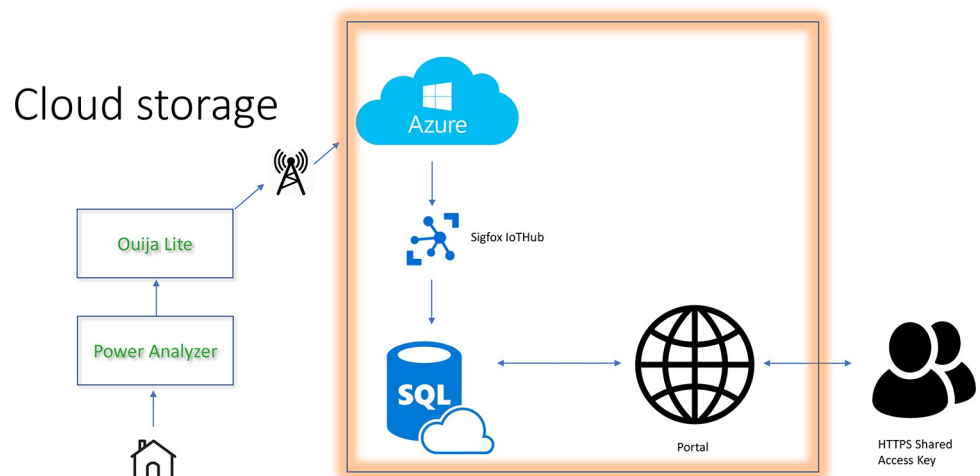 Cloud storage
Azure
Ouija Lite
Sigfox IoTHub
Power Analyzer
SQL
Portal
HTTPS Shared
Access Key